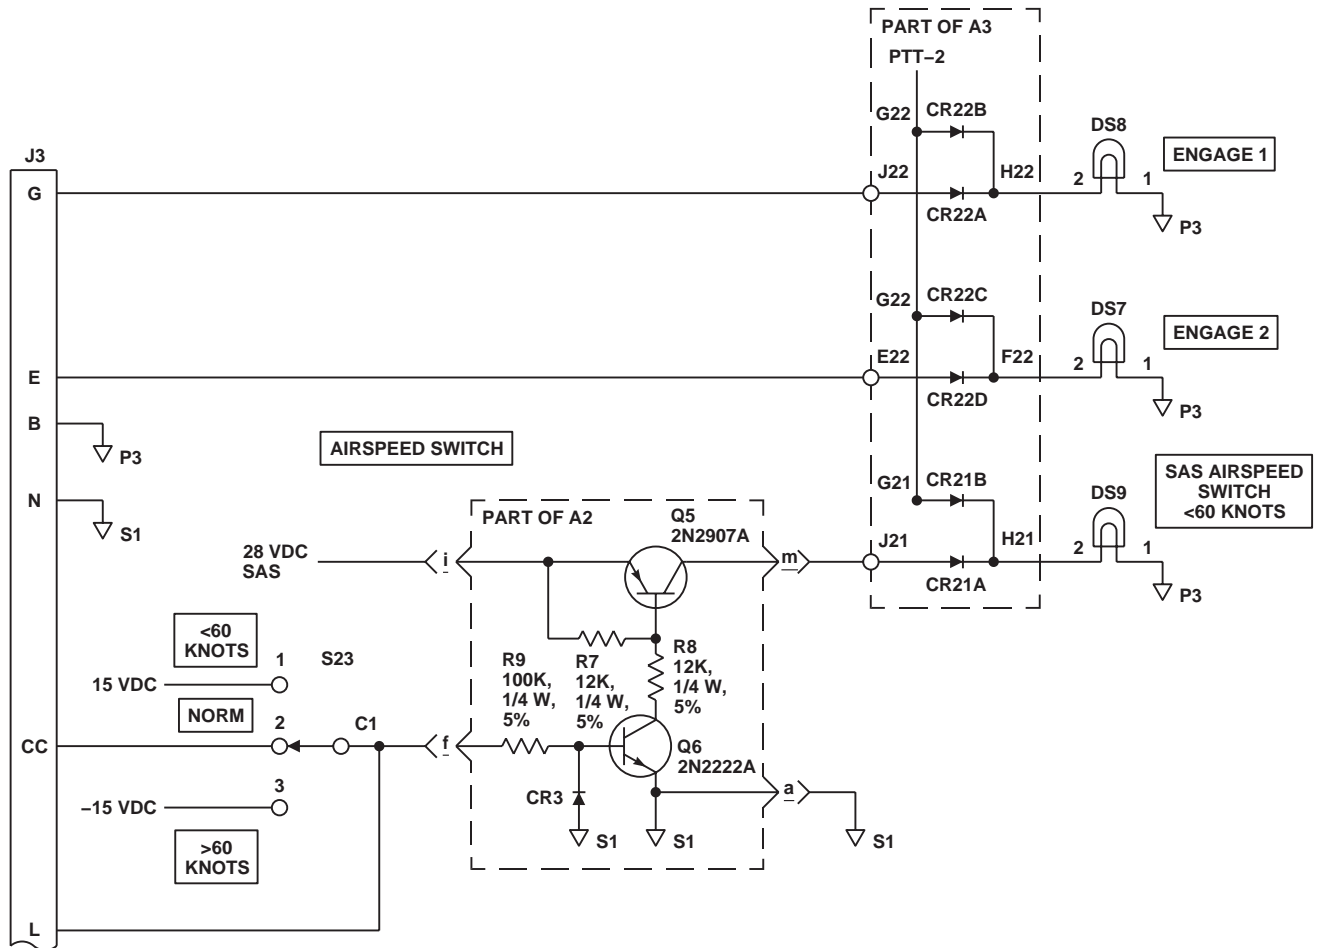 PART OF A3
PTT–2
G22
CR22B
DS8
ENGAGE 1
J3
G
J22
H22
2
1
CR22A
P3
G22
CR22C
DS7
ENGAGE 2
E
E22
F22
2
1
CR22D
P3
B
P3
AIRSPEED SWITCH
N
S1
G21
CR21B
DS9
SAS AIRSPEED
SWITCH
<60 KNOTS
PART OF A2
Q5
2N2907A
28 VDC
SAS
i
m
J21
H21
2
1
CR21A
P3
<60
KNOTS
1
S23
15 VDC
R9
100K,
1/4 W,
5%
R7
12K,
1/4 W,
5%
R8
12K,
1/4 W,
5%
NORM
2
C1
CC
f
Q6
2N2222A
3
–15 VDC
CR3
a
S1
S1
S1
>60
KNOTS
L